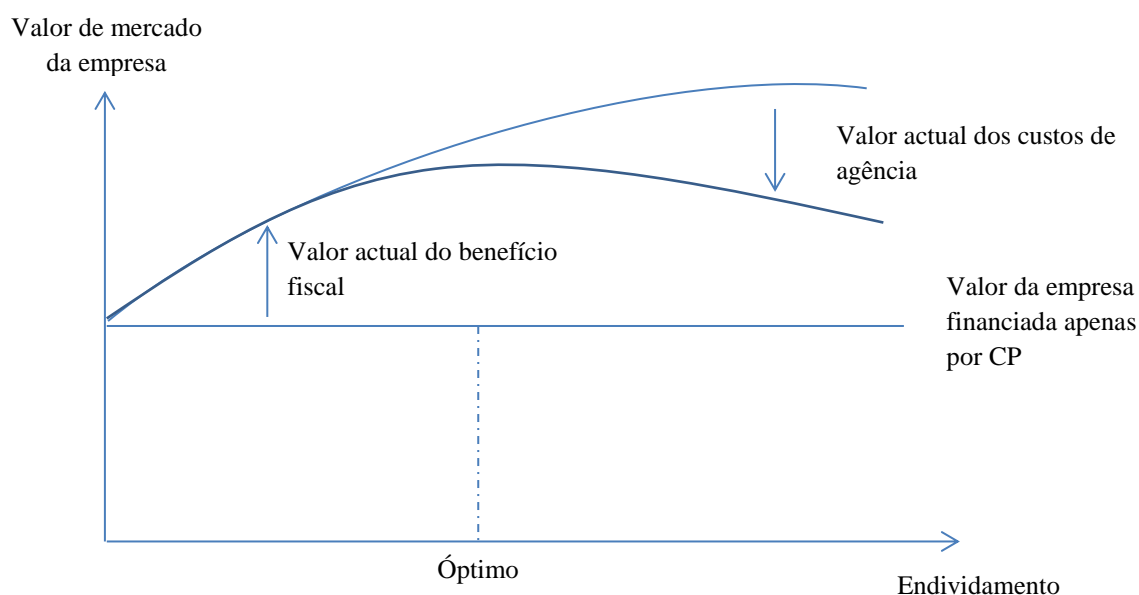 Valor de mercado
da empresa
Valor actual dos custos de
agência
Valor actual do benefício
fiscal
Valor da empresa
financiada apenas
por CP
Óptimo
Endividamento